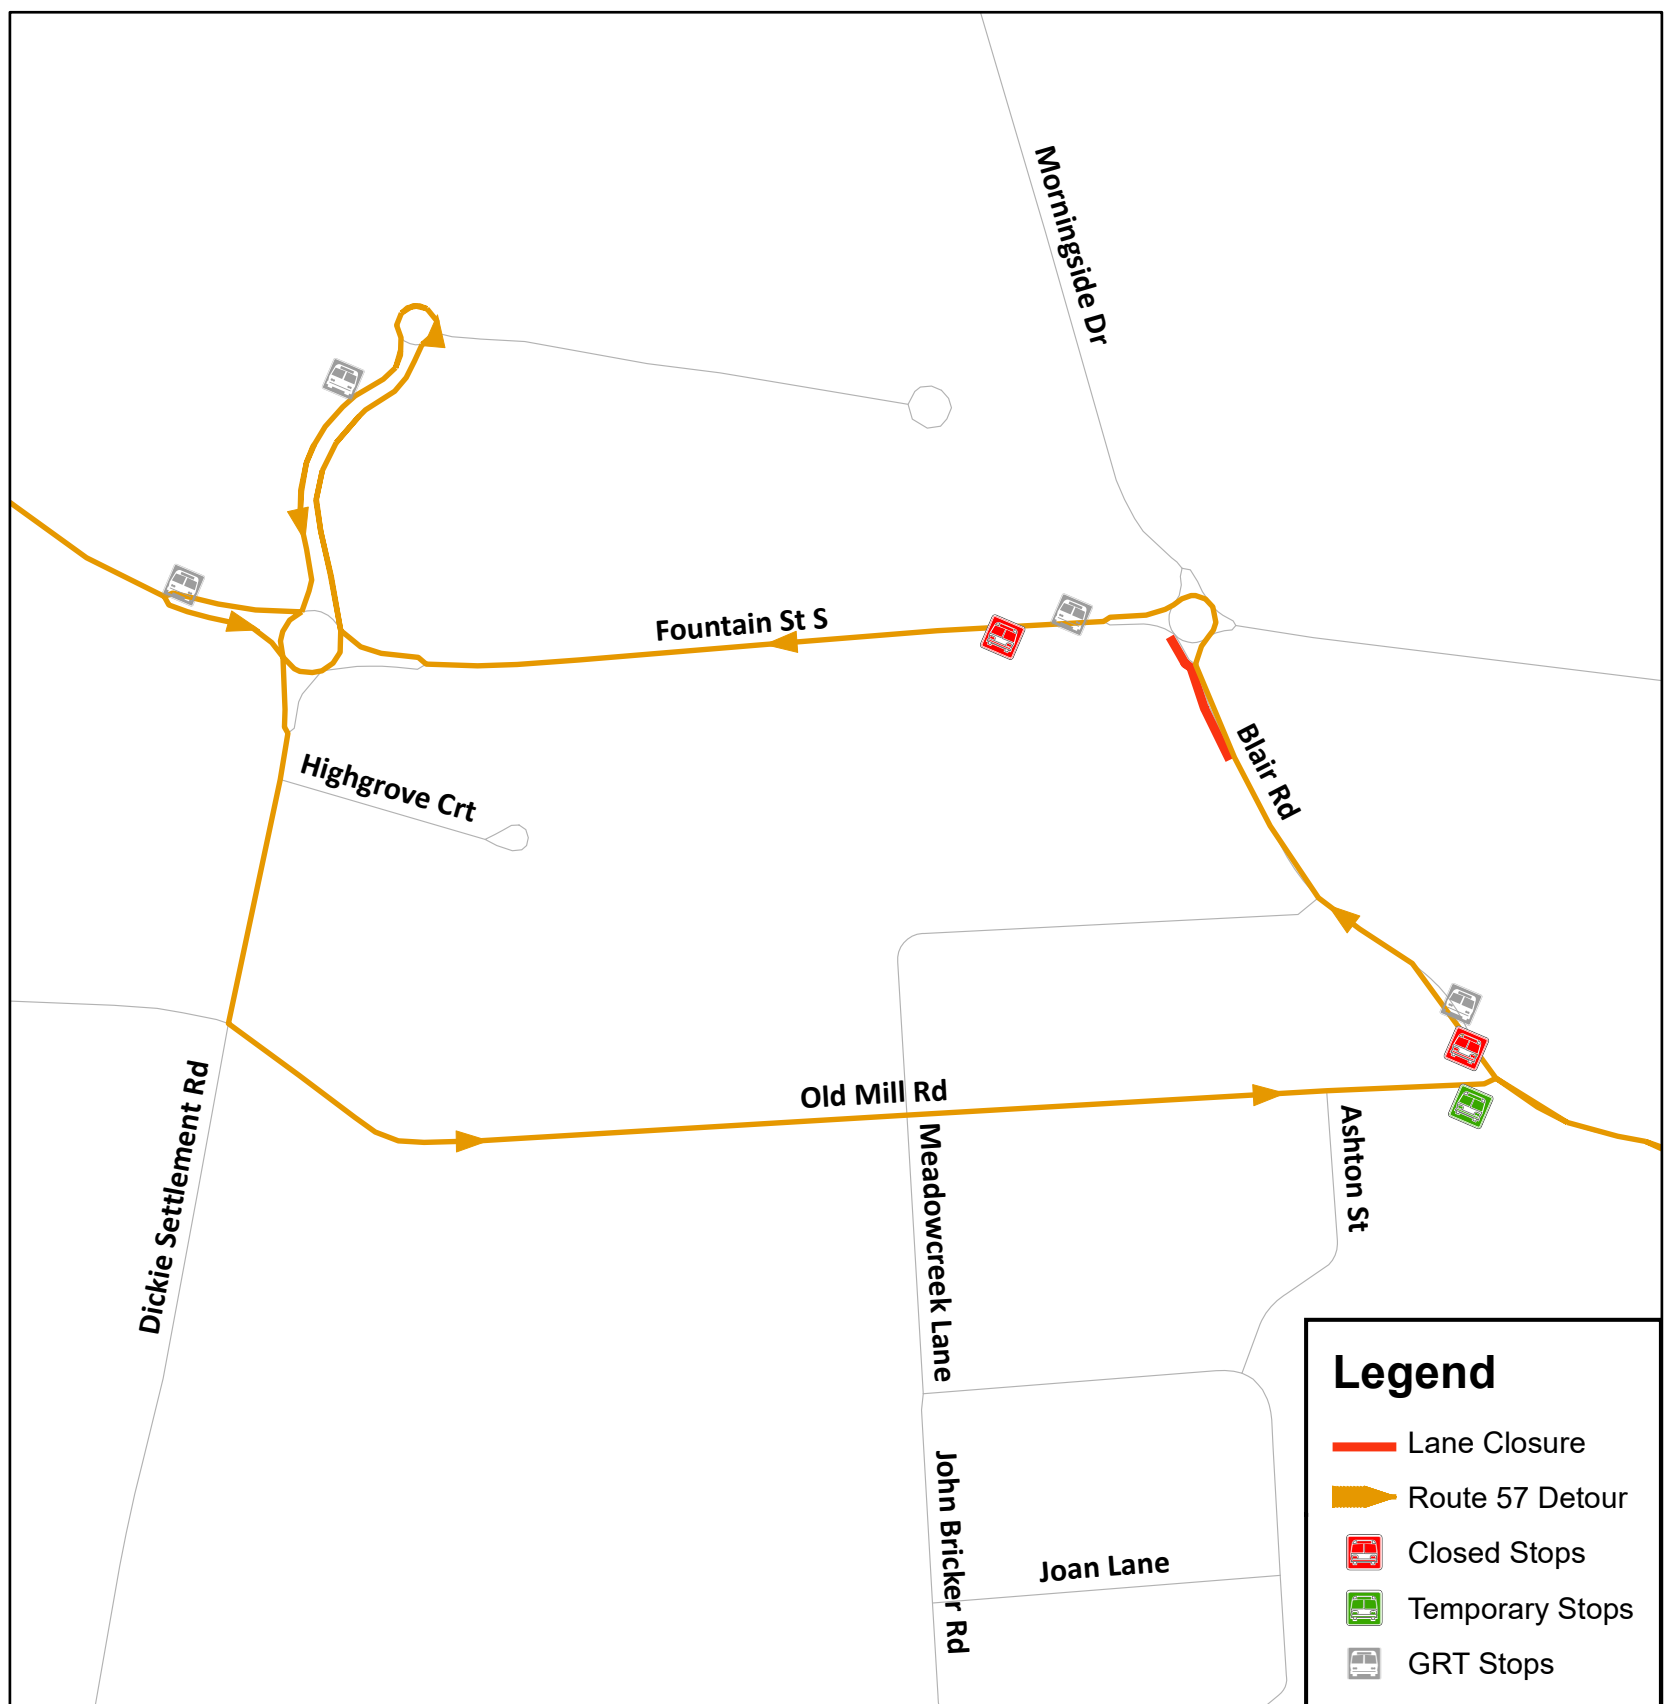 Morningside Dr
Fountain St S
Blair Rd
Highgrove Crt
Old Mill Rd
Dickie Settlement Rd
Meadowcreek Lane
Ashton St
John Bricker Rd
Joan Lane
Legend
Lane Closure
Route 57 Detour
Closed Stops
Temporary Stops
GRT Stops